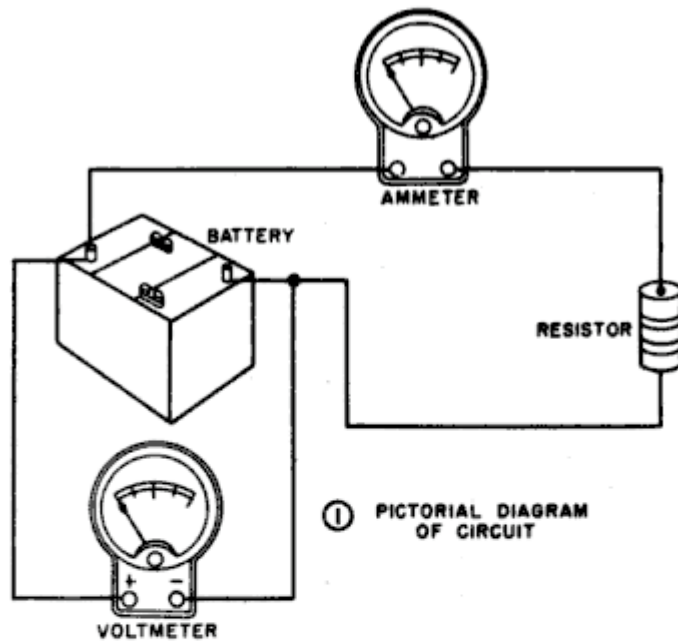 AMMETER
BATTERY
RESISTOR
① PICTORIAL DIAGRAM
OF CIRCUIT
+ −
VOLTMETER